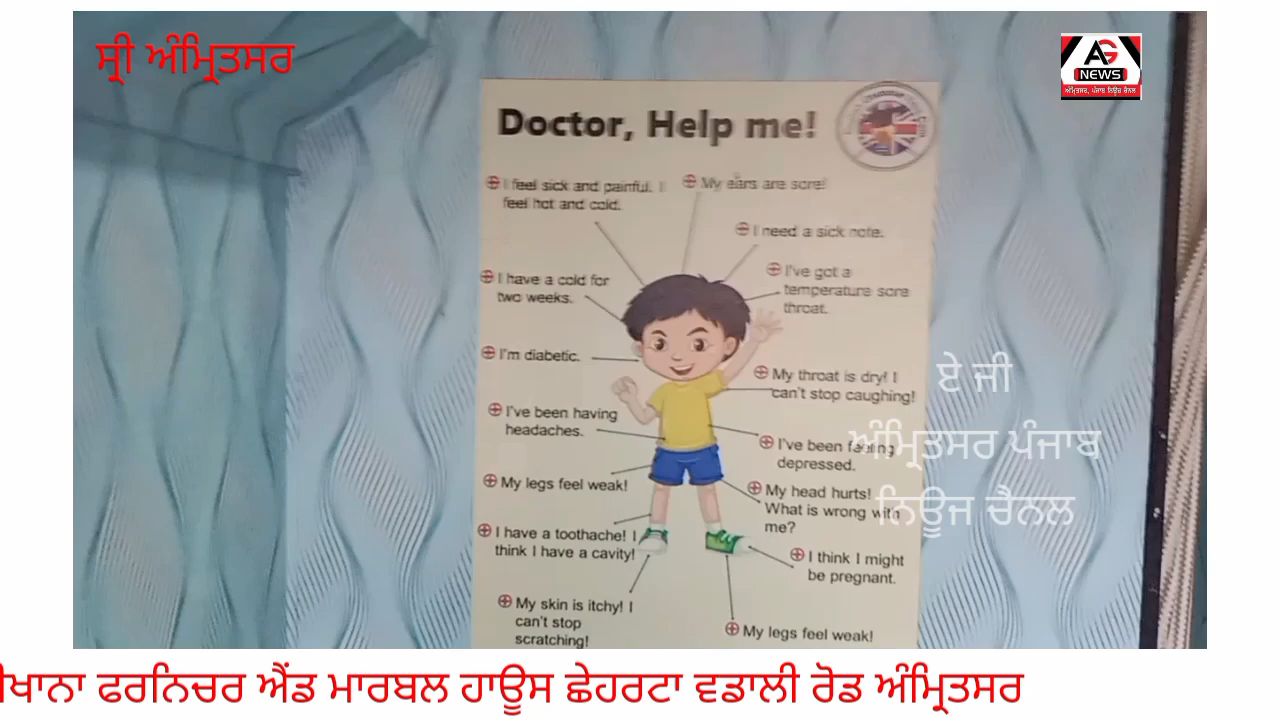 ਸ੍ਰੀ ਅੰਮ੍ਰਿਤਸਰ
AG
NEWS
ਅੰਮ੍ਰਿਤਸਰ, ਪੰਜਾਬ ਨਿਊਜ਼ ਚੈਨਲ
Doctor, Help me!
I feel sick and painful. I
feel hot and cold.
My ears are sore!
I need a sick note.
I have a cold for
two weeks.
I've got a
temperature sore
throat.
I'm diabetic.
My throat is dry! I
can't stop caughing!
I've been having
headaches.
I've been feeling
depressed.
My legs feel weak!
My head hurts!
What is wrong with
me?
I have a toothache! I
think I have a cavity!
I think I might
be pregnant.
My skin is itchy! I
can't stop
scratching!
My legs feel weak!
ਏ ਜੀ
ਅੰਮ੍ਰਿਤਸਰ ਪੰਜਾਬ
ਨਿਊਜ ਚੈਨਲ
ਫਰਨਿਚਰ ਐਂਡ ਮਾਰਬਲ ਹਾਊਸ ਛੇਹਰਟਾ ਵਡਾਲੀ ਰੋਡ ਅੰਮ੍ਰਿਤਸਰ